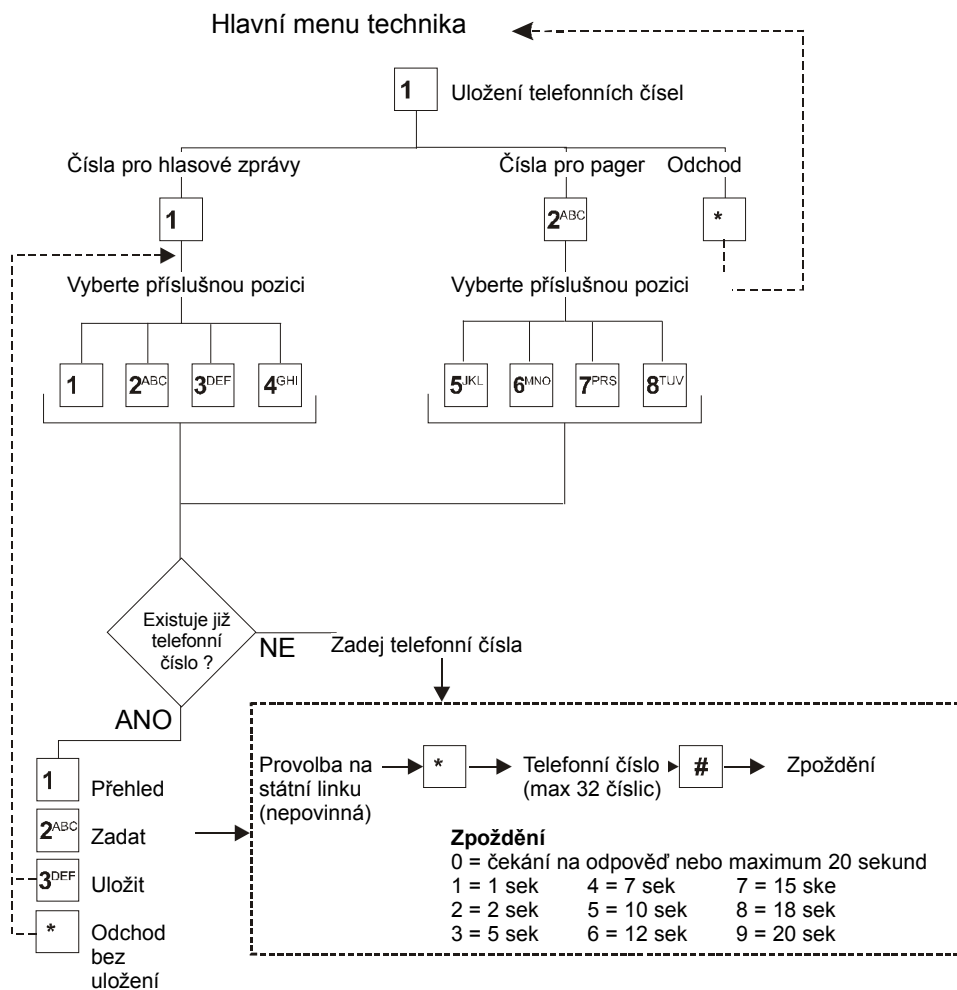 Hlavní menu technika
1 Uložení telefonních čísel
Čísla pro hlasové zprávy
Čísla pro pager
Odchod
1
2ABC
*
Vyberte příslušnou pozici
Vyberte příslušnou pozici
1 2ABC 3DEF 4GHI
5JKL 6MNO 7PRS 8TUV
Existuje již
telefonní
číslo ?
NE
Zadej telefonní čísla
ANO
1 Přehled
2ABC Zadat
3DEF Uložit
* Odchod
bez
uložení
Provolba na
státní linku
(nepovinná)
*
Telefonní číslo
(max 32 číslic)
#
Zpoždění
Zpoždění
0 = čekání na odpověď nebo maximum 20 sekund
1 = 1 sek 4 = 7 sek 7 = 15 ske
2 = 2 sek 5 = 10 sek 8 = 18 sek
3 = 5 sek 6 = 12 sek 9 = 20 sek